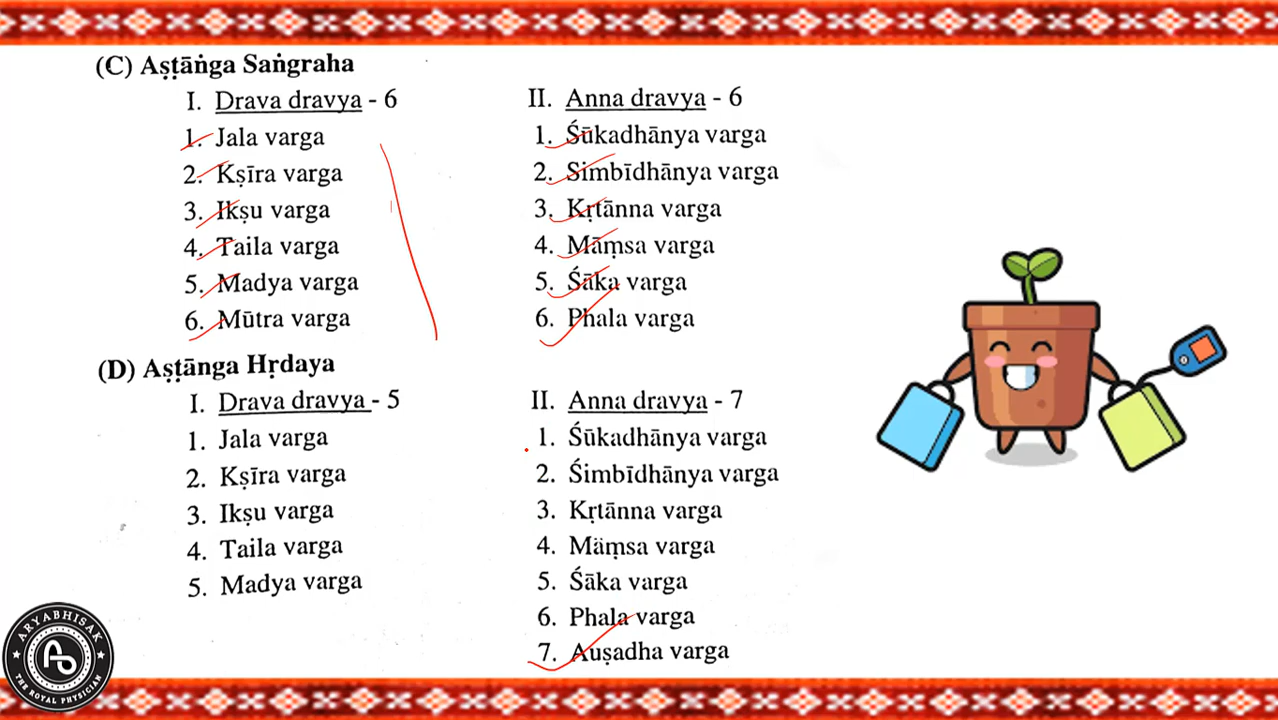 (C) Aṣṭāṅga Saṅgraha
I. Drava dravya - 6
1. Jala varga
2. Kṣīra varga
3. Ikṣu varga
4. Taila varga
5. Madya varga
6. Mūtra varga
II. Anna dravya - 6
1. Śūkadhānya varga
2. Simbīdhānya varga
3. Kṛtānna varga
4. Māṃsa varga
5. Śāka varga
6. Phala varga
(D) Aṣṭānga Hṛdaya
I. Drava dravya - 5
1. Jala varga
2. Kṣīra varga
3. Ikṣu varga
4. Taila varga
5. Madya varga
II. Anna dravya - 7
1. Śūkadhānya varga
2. Śimbīdhānya varga
3. Kṛtānna varga
4. Mäṃsa varga
5. Śāka varga
6. Phala varga
7. Auṣadha varga
ARYABHISAK
THE ROYAL PHYSICIAN